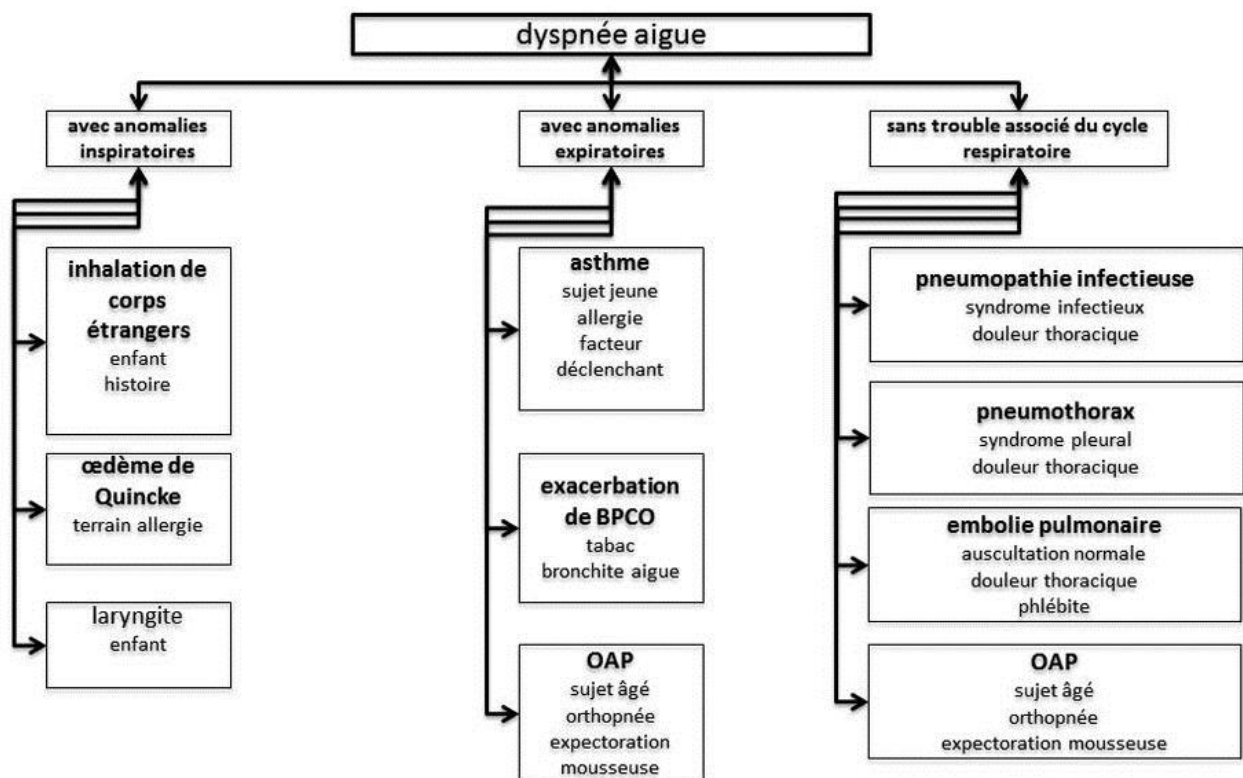 dyspnée aigue
avec anomalies
inspiratoires
avec anomalies
expiratoires
sans trouble associé du cycle
respiratoire
inhalation de
corps
étrangers
enfant
histoire
œdème de
Quincke
terrain allergie
laryngite
enfant
asthme
sujet jeune
allergie
facteur
déclenchant
exacerbation
de BPCO
tabac
bronchite aigue
OAP
sujet âgé
orthopnée
expectoration
mousseuse
pneumopathie infectieuse
syndrome infectieux
douleur thoracique
pneumothorax
syndrome pleural
douleur thoracique
embolie pulmonaire
auscultation normale
douleur thoracique
phlébite
OAP
sujet âgé
orthopnée
expectoration mousseuse